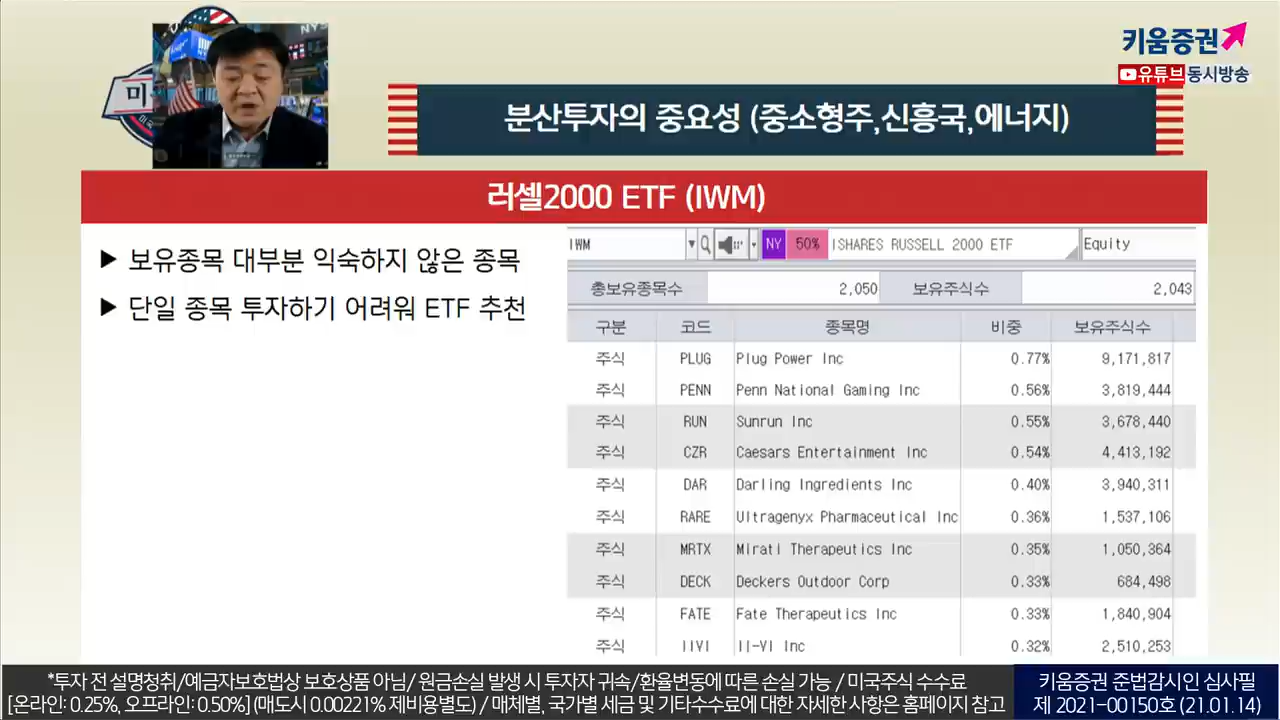 NYS
미
키움증권
유튜브 동시방송
분산투자의 중요성 (중소형주,신흥국,에너지)
러셀2000 ETF (IWM)
▶ 보유종목 대부분 익숙하지 않은 종목
▶ 단일 종목 투자하기 어려워 ETF 추천
IWM NY 50% ISHARES RUSSELL 2000 ETF Equity
총보유종목수 2,050 보유주식수 2,043
구분 코드 종목명 비중 보유주식수
주식 PLUG Plug Power Inc 0.77% 9,171,817
주식 PENN Penn National Gaming Inc 0.56% 3,819,444
주식 RUN Sunrun Inc 0.55% 3,678,440
주식 CZR Caesars Entertainment Inc 0.54% 4,413,192
주식 DAR Darling Ingredients Inc 0.40% 3,940,311
주식 RARE Ultragenyx Pharmaceutical Inc 0.36% 1,537,106
주식 MRTX Mirati Therapeutics Inc 0.35% 1,050,364
주식 DECK Deckers Outdoor Corp 0.33% 684,498
주식 FATE Fate Therapeutics Inc 0.33% 1,840,904
주식 IIVI II-VI Inc 0.32% 2,510,253
*투자 전 설명청취/예금자보호법상 보호상품 아님/ 원금손실 발생 시 투자자 귀속/환율변동에 따른 손실 가능 / 미국주식 수수료
[온라인: 0.25%, 오프라인: 0.50%] (매도시 0.00221% 제비용별도) / 매체별, 국가별 세금 및 기타수수료에 대한 자세한 사항은 홈페이지 참고
키움증권 준법감시인 심사필
제 2021-00150호 (21.01.14)